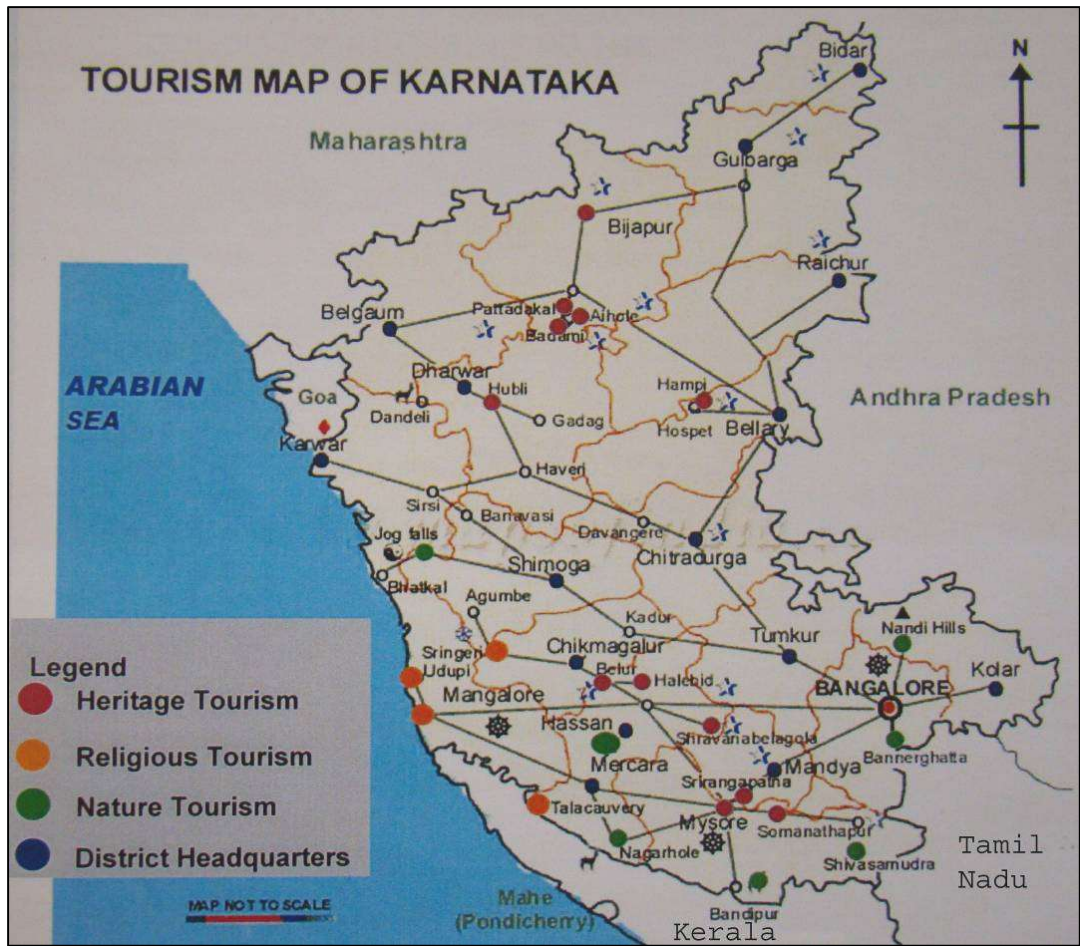 TOURISM MAP OF KARNATAKA
N
Bidar
Maharashtra
Gulbarga
Bijapur
Raichur
Belgaum
Pattadakal
Aihole
Badami
ARABIAN
SEA
Dharwar
Hubli
Goa
Dandeli
Gadag
Hampi
Hospet
Bellary
Andhra Pradesh
Karwar
Haveri
Sirsi
Banavasi
Davangere
Chitradurga
Jog falls
Bhatkal
Shimoga
Agumbe
Kadur
Tumkur
Nandi Hills
Sringeri
Chikmagalur
Kolar
Udupi
Belur
Halebid
BANGALORE
Mangalore
Hassan
Shravanabelagola
Bannerghatta
Mercara
Mandya
Srirangapatna
Talacauvery
Mysore
Somanathapur
Nagarhole
Shivasamudra
Bandipur
Tamil
Nadu
Mahe
(Pondicherry)
Kerala
Legend
Heritage Tourism
Religious Tourism
Nature Tourism
District Headquarters
MAP NOT TO SCALE